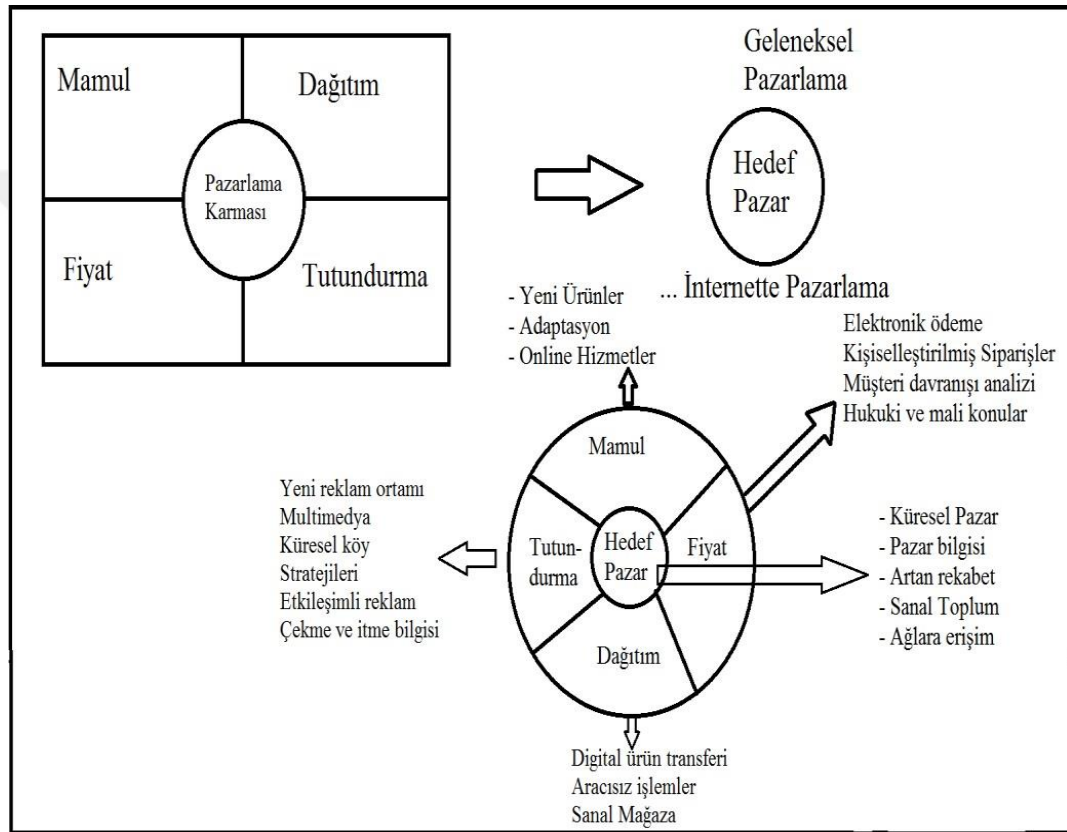 Mamul
Dağıtım
Pazarlama
Karması
Fiyat
Tutundurma
Geleneksel
Pazarlama
Hedef
Pazar
... İnternette Pazarlama
- Yeni Ürünler
- Adaptasyon
- Online Hizmetler
Elektronik ödeme
Kişiselleştirilmiş Siparişler
Müşteri davranışı analizi
Hukuki ve mali konular
Mamul
Yeni reklam ortamı
Multimedya
Küresel köy
Stratejileri
Etkileşimli reklam
Çekme ve itme bilgisi
Tutun-
durma
Hedef
Pazar
Fiyat
- Küresel Pazar
- Pazar bilgisi
- Artan rekabet
- Sanal Toplum
- Ağlara erişim
Dağıtım
Digital ürün transferi
Aracısız işlemler
Sanal Mağaza